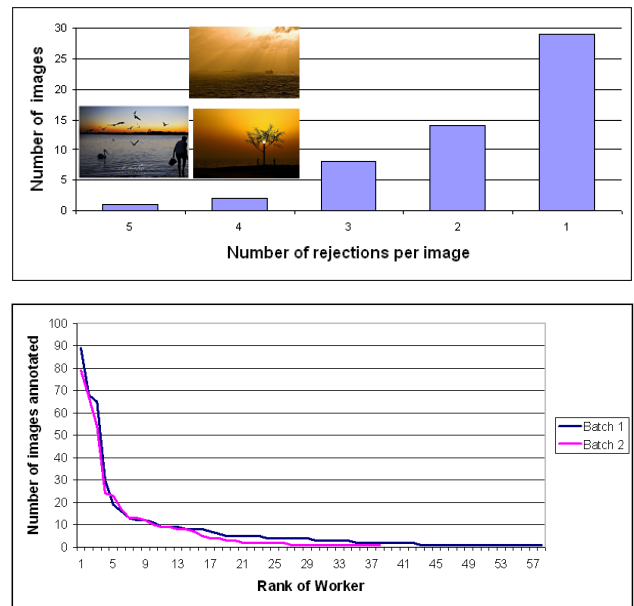 30
25
20
15
10
5
0
Number of images
5 4 3 2 1
Number of rejections per image
100
90
80
70
60
50
40
30
20
10
0
Number of images annotated
1 5 9 13 17 21 25 29 33 37 41 45 49 53 57
Rank of Worker
Batch 1
Batch 2